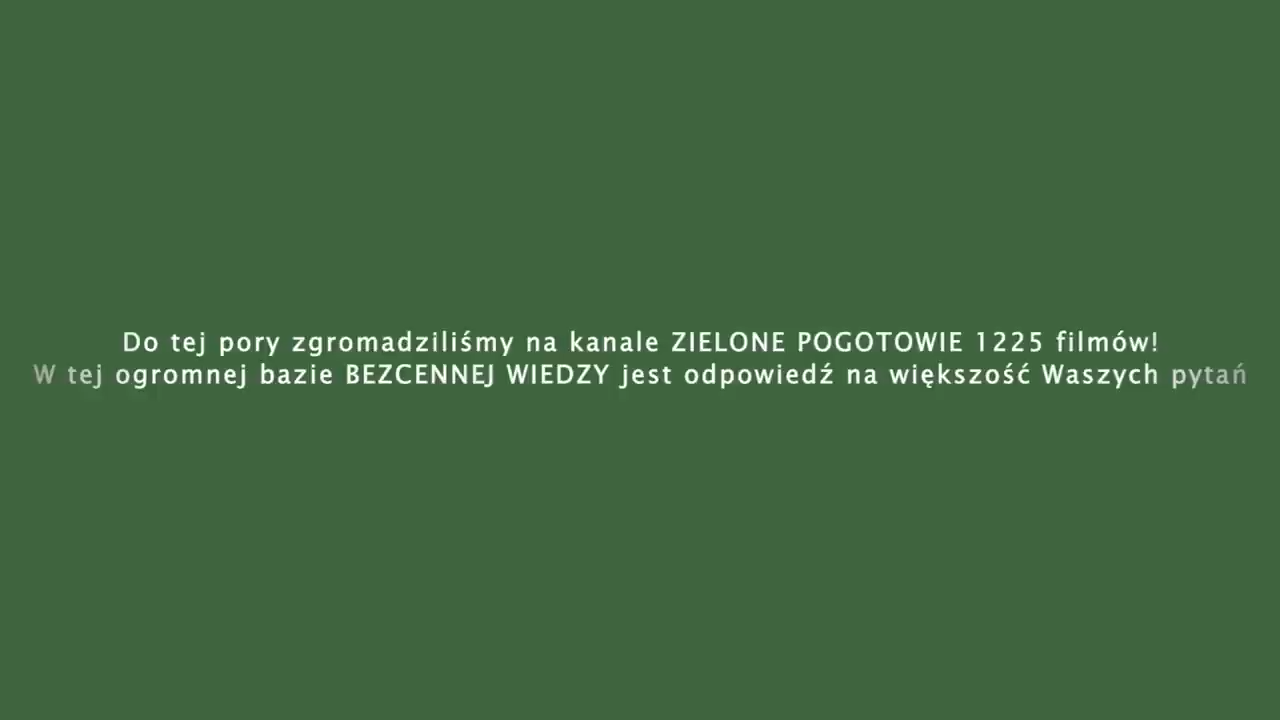 Do tej pory zgromadziliśmy na kanale ZIELONE POGOTOWIE 1225 filmów!
W tej ogromnej bazie BEZCENNEJ WIEDZY jest odpowiedź na większość Waszych pytań